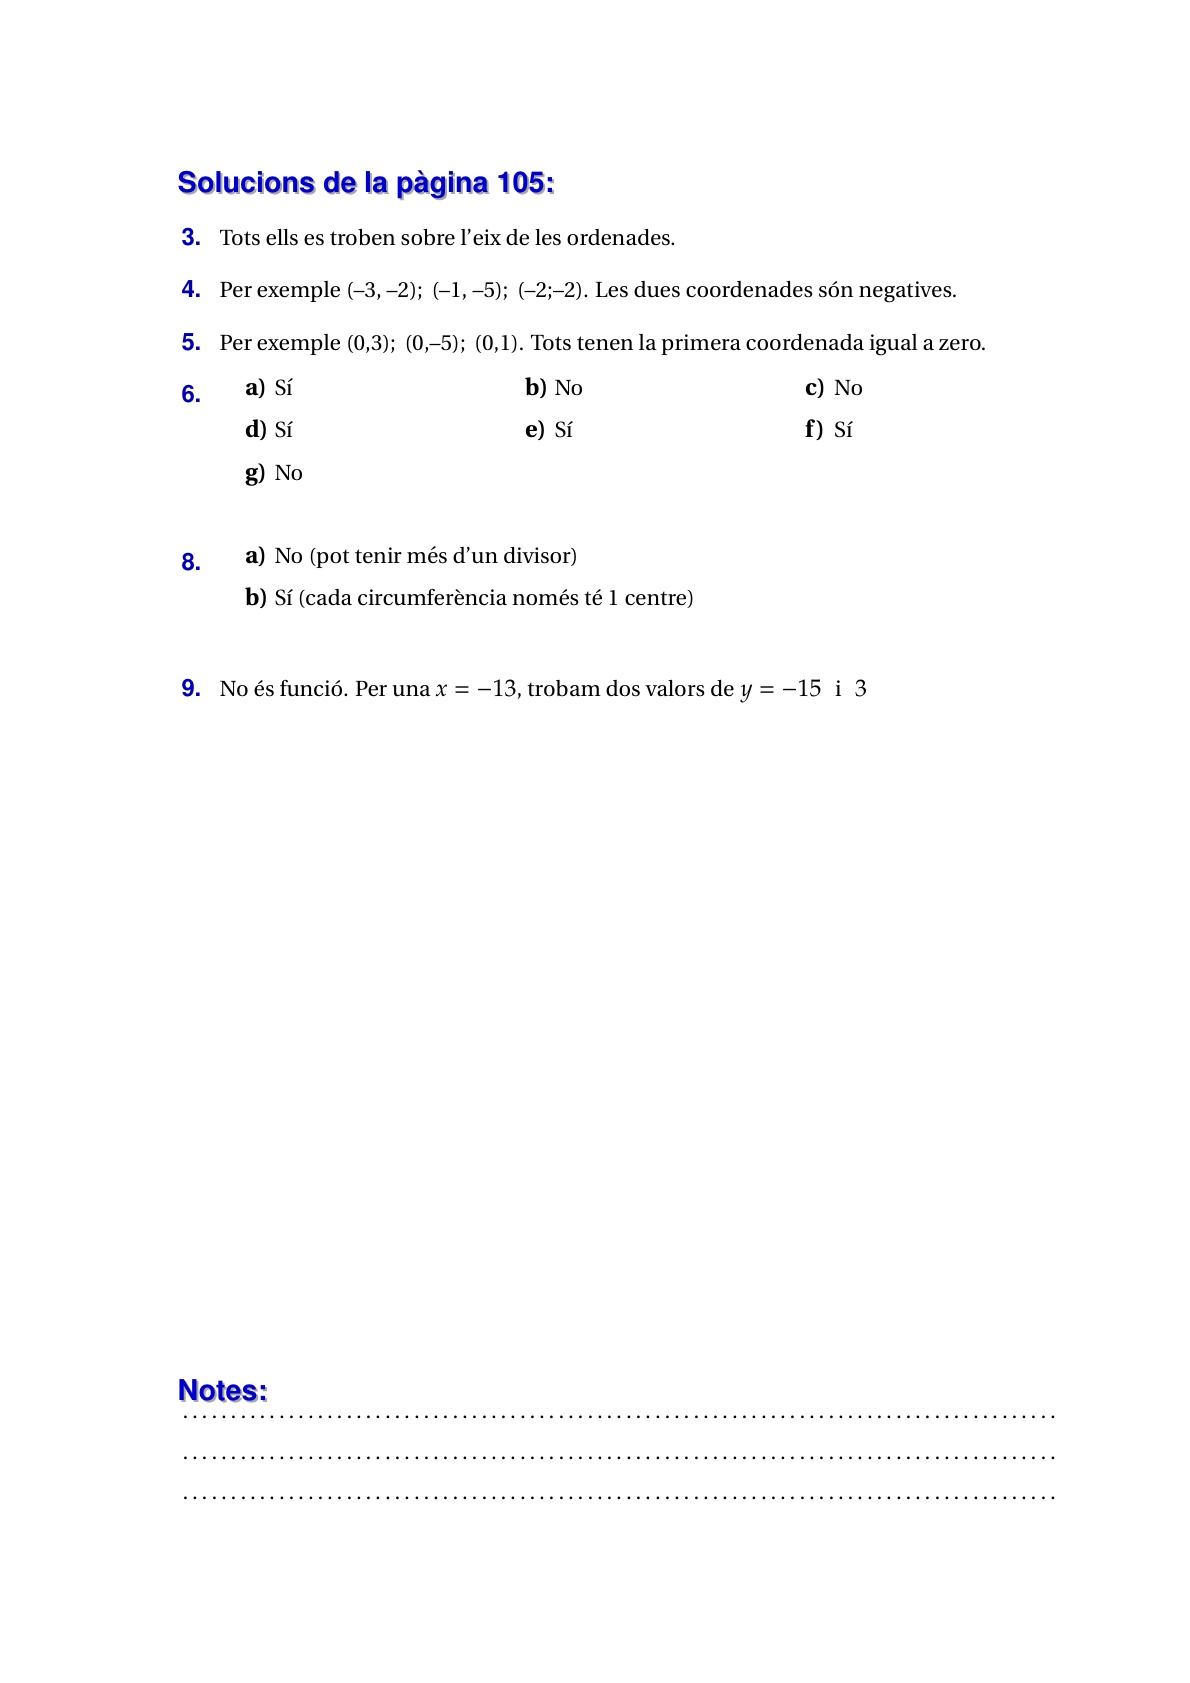 Solucions de la pàgina 105:
3. Tots ells es troben sobre l’eix de les ordenades.
4. Per exemple (–3, –2); (–1, –5); (–2;–2). Les dues coordenades són negatives.
5. Per exemple (0,3); (0,–5); (0,1). Tots tenen la primera coordenada igual a zero.
6. a) Sí b) No c) No
d) Sí e) Sí f) Sí
g) No
8. a) No (pot tenir més d’un divisor)
b) Sí (cada circumferència només té 1 centre)
9. No és funció. Per una x = −13, trobam dos valors de y = −15 i 3
Notes: